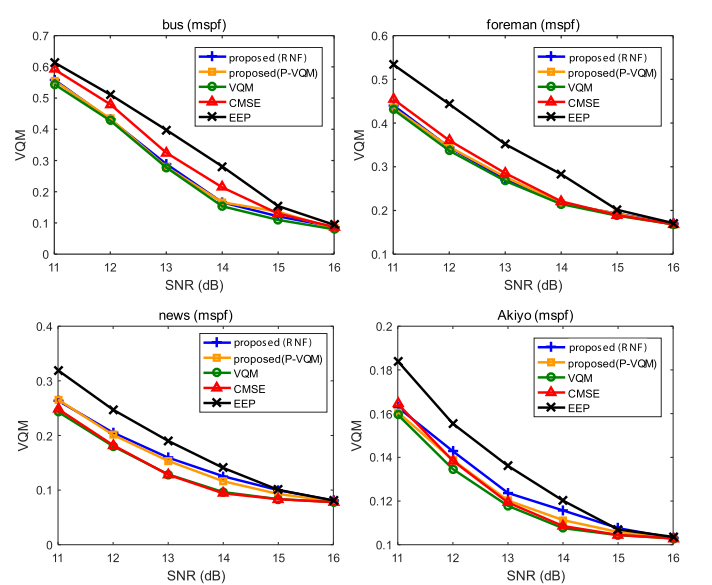 bus (mspf)
0.7
0.6
0.5
0.4
0.3
0.2
0.1
0
VQM
11 12 13 14 15 16
SNR (dB)
proposed (RNF)
proposed(P-VQM)
VQM
CMSE
EEP
foreman (mspf)
0.6
0.5
0.4
0.3
0.2
0.1
VQM
11 12 13 14 15 16
SNR (dB)
proposed (RNF)
proposed(P-VQM)
VQM
CMSE
EEP
news (mspf)
0.4
0.3
0.2
0.1
0
VQM
11 12 13 14 15 16
SNR (dB)
proposed (RNF)
proposed(P-VQM)
VQM
CMSE
EEP
Akiyo (mspf)
0.2
0.18
0.16
0.14
0.12
0.1
VQM
11 12 13 14 15 16
SNR (dB)
proposed (RNF)
proposed(P-VQM)
VQM
CMSE
EEP